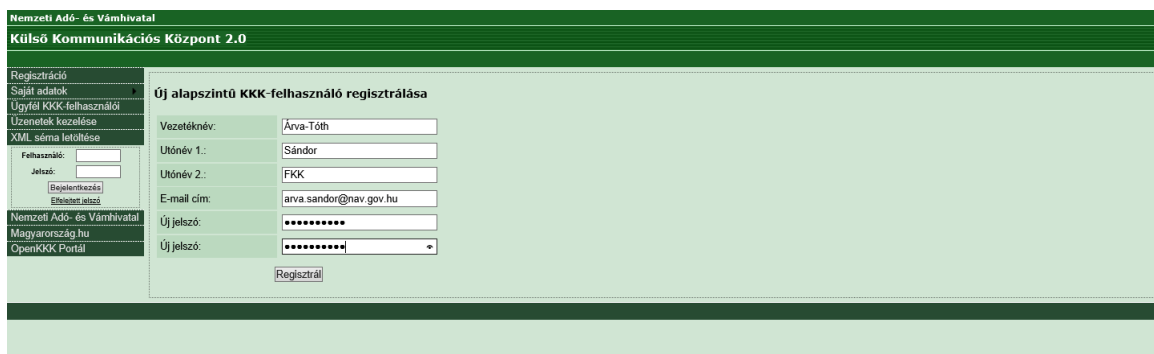 Nemzeti Adó- és Vámhivatal
Külsõ Kommunikációs Központ 2.0
Regisztráció
Saját adatok
Ügyfél KKK-felhasználói
Üzenetek kezelése
XML séma letöltése
Felhasználó:
Jelszó:
Bejelentkezés
Elfelejtett jelszó
Nemzeti Adó- és Vámhivatal
Magyarország.hu
OpenKKK Portál
Új alapszintû KKK-felhasználó regisztrálása
Vezetéknév: Árva-Tóth
Utónév 1.: Sándor
Utónév 2.: FKK
E-mail cím: arva.sandor@nav.gov.hu
Új jelszó: ●●●●●●●●●●
Új jelszó: ●●●●●●●●●●
Regisztrál